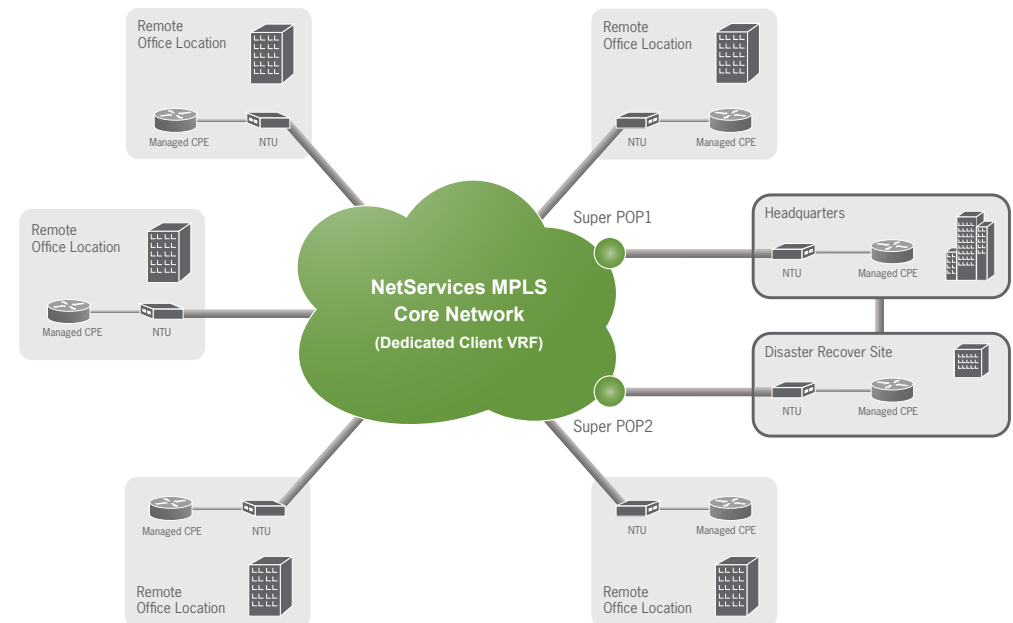 Remote
Office Location
Managed CPE
NTU
Remote
Office Location
NTU
Managed CPE
Remote
Office Location
Managed CPE
NTU
NetServices MPLS
Core Network
(Dedicated Client VRF)
Super POP1
Headquarters
NTU
Managed CPE
Super POP2
Disaster Recover Site
NTU
Managed CPE
Managed CPE
NTU
Remote
Office Location
NTU
Managed CPE
Remote
Office Location